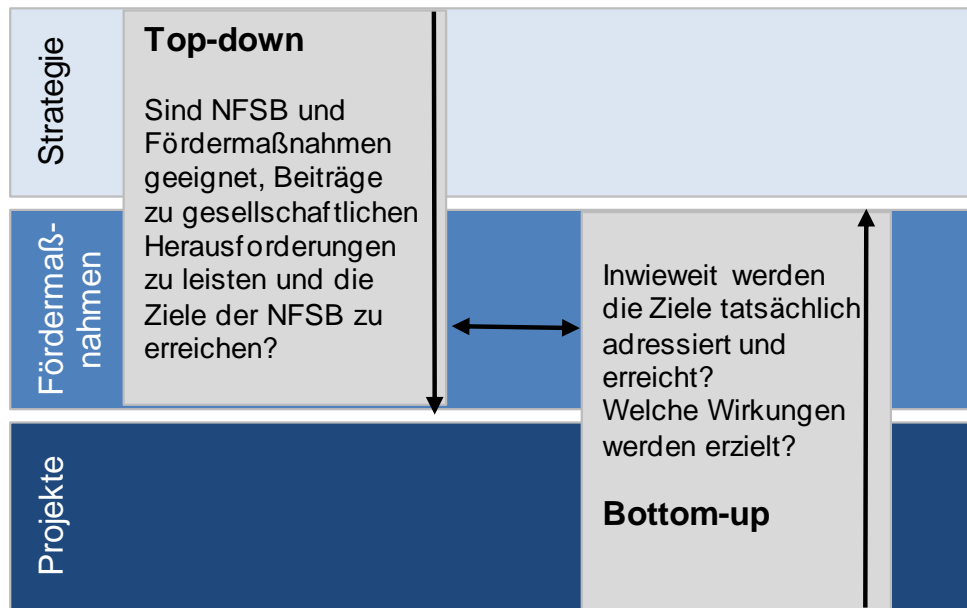 Strategie
Top-down
Sind NFSB und
Fördermaßnahmen
geeignet, Beiträge
zu gesellschaftlichen
Herausforderungen
zu leisten und die
Ziele der NFSB zu
erreichen?
Fördermaß-
nahmen
Inwieweit werden
die Ziele tatsächlich
adressiert und
erreicht?
Welche Wirkungen
werden erzielt?
Bottom-up
Projekte